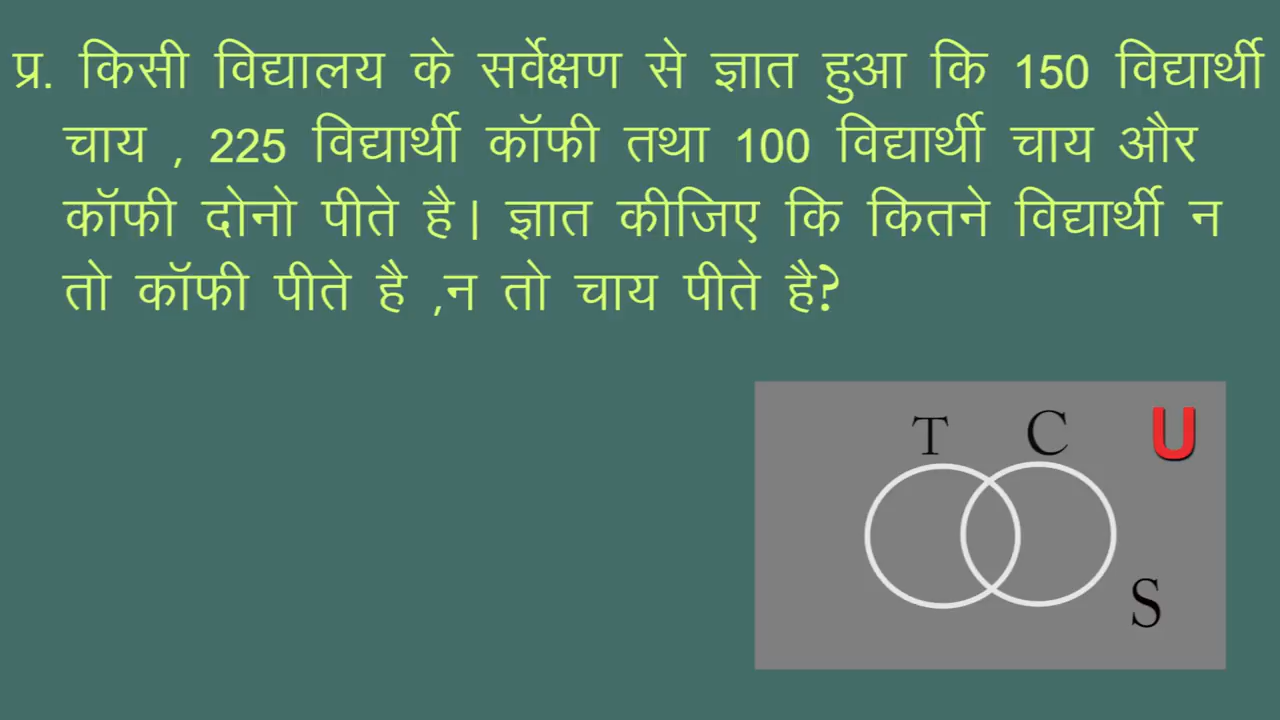 प्र. किसी विद्यालय के सर्वेक्षण से ज्ञात हुआ कि 150 विद्यार्थी
चाय , 225 विद्यार्थी कॉफी तथा 100 विद्यार्थी चाय और
कॉफी दोनो पीते है| ज्ञात कीजिए कि कितने विद्यार्थी न
तो कॉफी पीते है ,न तो चाय पीते है?
T C U
S